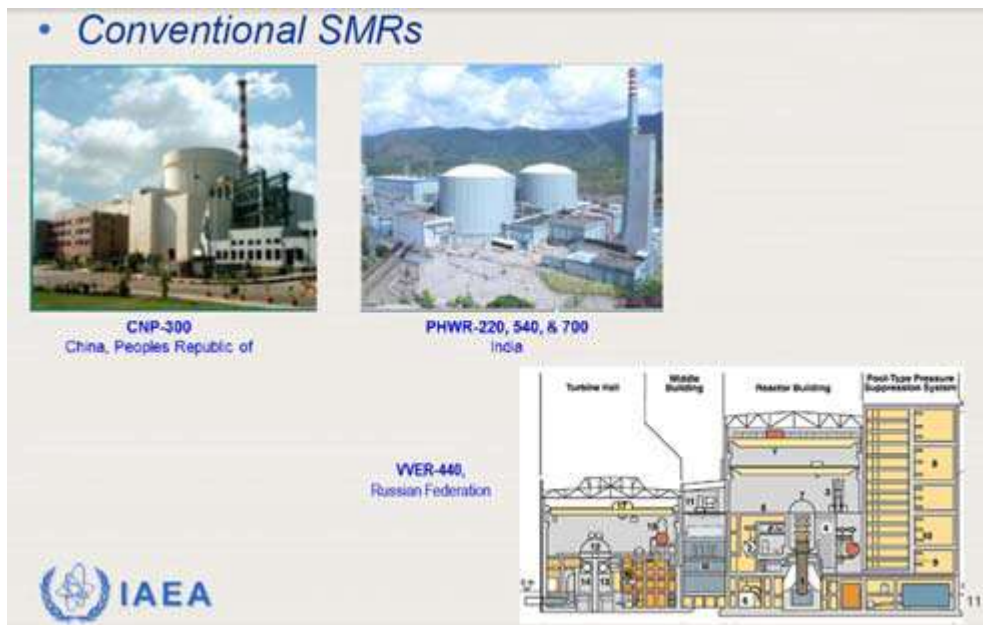 • Conventional SMRs
CNP-300
China, Peoples Republic of
PHWR-220, 540, & 700
India
VVER-440,
Russian Federation
Turbine Hall
Middle
Building
Reactor Building
Pool-Type Pressure
Suppression System
IAEA
11